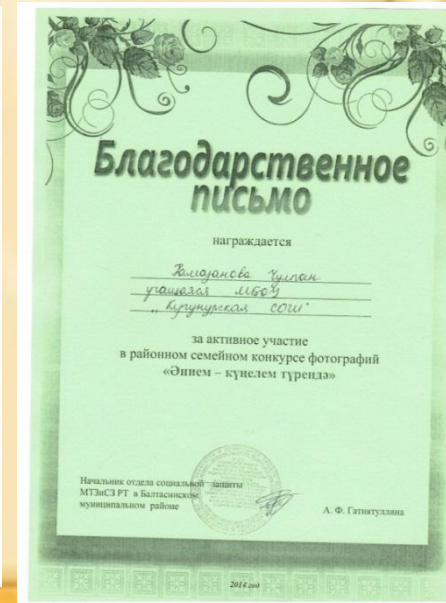 Благодарственное
письмо
награждается
Рамазанова Чулпан
учащаяся МБОУ
"Кугунурская СОШ"
за активное участие
в районном семейном конкурсе фотографий
«Әнием – күңелем түрендә»
Начальник отдела социальной защиты
МТЗиСЗ РТ в Балтасинском
муниципальном районе
А. Ф. Гатиятуллина
2014 год